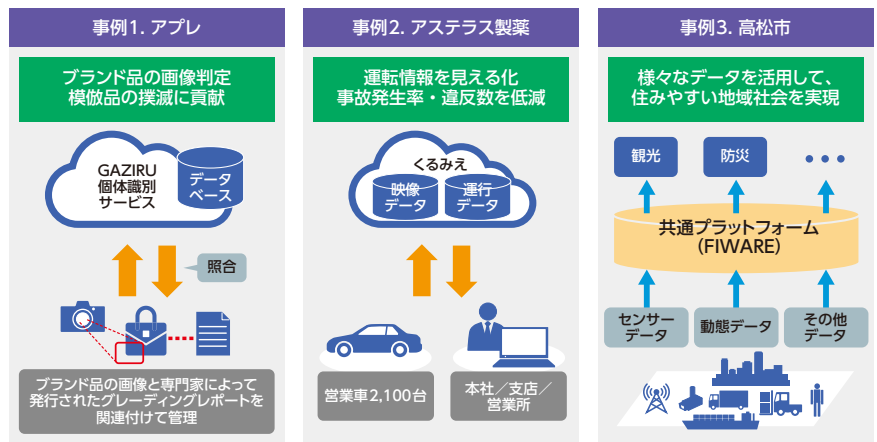 事例1. アプレ
ブランド品の画像判定
模倣品の撲滅に貢献
GAZIRU
個体識別
サービス
データ
ベース
照合
ブランド品の画像と専門家によって
発行されたグレーディングレポートを
関連付けて管理
事例2. アステラス製薬
運転情報を見える化
事故発生率・違反数を低減
くるみえ
映像
データ
運行
データ
営業車2,100台
本社／支店／
営業所
事例3. 高松市
様々なデータを活用して、
住みやすい地域社会を実現
観光
防災
•••
共通プラットフォーム
（FIWARE）
センサー
データ
動態データ
その他
データ